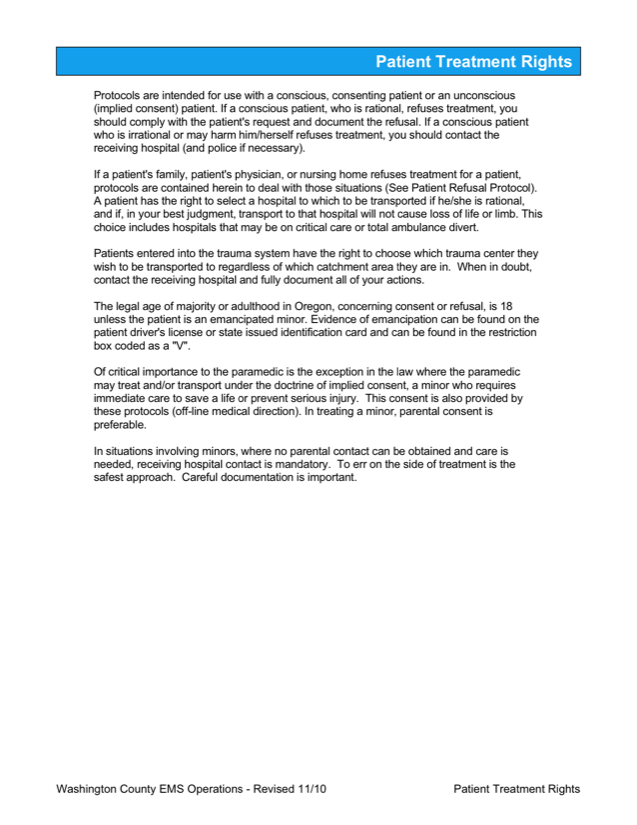 Patient Treatment Rights
Protocols are intended for use with a conscious, consenting patient or an unconscious
(implied consent) patient. If a conscious patient, who is rational, refuses treatment, you
should comply with the patient's request and document the refusal. If a conscious patient
who is irrational or may harm him/herself refuses treatment, you should contact the
receiving hospital (and police if necessary).
If a patient's family, patient's physician, or nursing home refuses treatment for a patient,
protocols are contained herein to deal with those situations (See Patient Refusal Protocol).
A patient has the right to select a hospital to which to be transported if he/she is rational,
and if, in your best judgment, transport to that hospital will not cause loss of life or limb. This
choice includes hospitals that may be on critical care or total ambulance divert.
Patients entered into the trauma system have the right to choose which trauma center they
wish to be transported to regardless of which catchment area they are in.  When in doubt,
contact the receiving hospital and fully document all of your actions.
The legal age of majority or adulthood in Oregon, concerning consent or refusal, is 18
unless the patient is an emancipated minor. Evidence of emancipation can be found on the
patient driver's license or state issued identification card and can be found in the restriction
box coded as a "V".
Of critical importance to the paramedic is the exception in the law where the paramedic
may treat and/or transport under the doctrine of implied consent, a minor who requires
immediate care to save a life or prevent serious injury.  This consent is also provided by
these protocols (off-line medical direction). In treating a minor, parental consent is
preferable.
In situations involving minors, where no parental contact can be obtained and care is
needed, receiving hospital contact is mandatory.  To err on the side of treatment is the
safest approach.  Careful documentation is important.
Washington County EMS Operations - Revised 11/10 Patient Treatment Rights